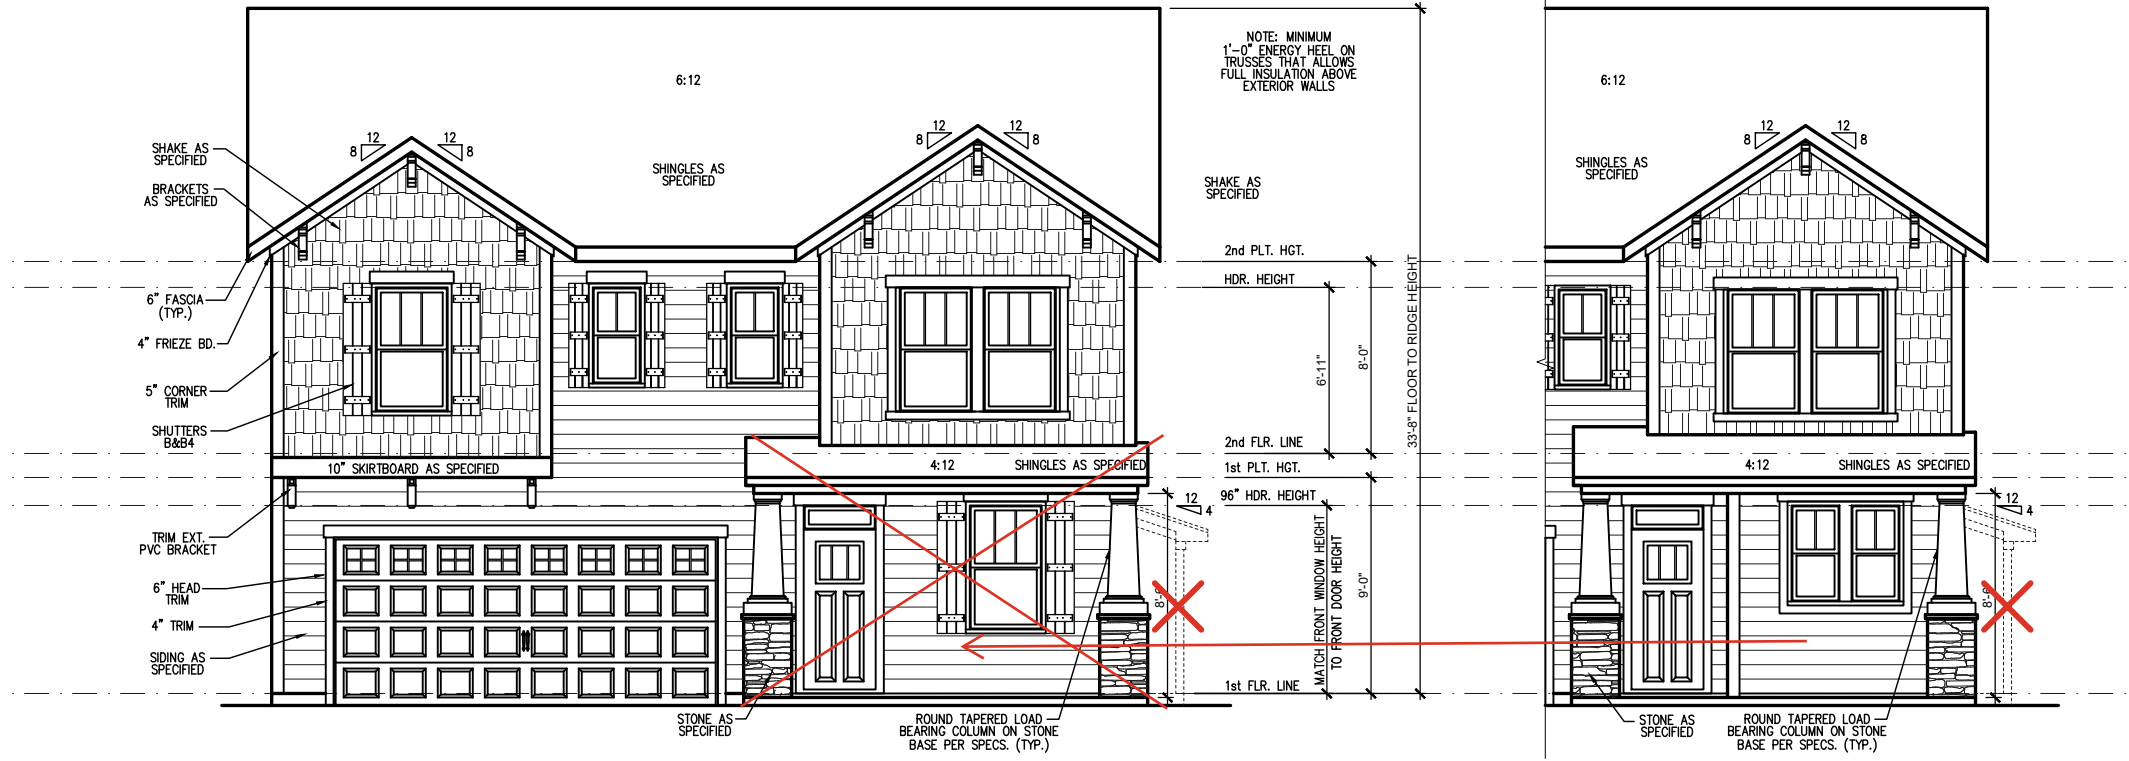 NOTE: MINIMUM
1'-0" ENERGY HEEL ON
TRUSSES THAT ALLOWS
FULL INSULATION ABOVE
EXTERIOR WALLS
6:12
12
8
12
8
12
8
12
8
SHAKE AS
SPECIFIED
BRACKETS
AS SPECIFIED
SHINGLES AS
SPECIFIED
SHAKE AS
SPECIFIED
6" FASCIA
(TYP.)
4" FRIEZE BD.
5" CORNER
TRIM
SHUTTERS
B&B4
10" SKIRTBOARD AS SPECIFIED
4:12
SHINGLES AS SPECIFIED
TRIM EXT.
PVC BRACKET
6" HEAD
TRIM
4" TRIM
SIDING AS
SPECIFIED
STONE AS
SPECIFIED
ROUND TAPERED LOAD
BEARING COLUMN ON STONE
BASE PER SPECS. (TYP.)
2nd PLT. HGT.
HDR. HEIGHT
2nd FLR. LINE
1st PLT. HGT.
96" HDR. HEIGHT
1st FLR. LINE
12
4
6'-11"
8'-0"
33'-8" FLOOR TO RIDGE HEIGHT
MATCH FRONT WINDOW HEIGHT
TO FRONT DOOR HEIGHT
9'-0"
6:12
12
8
12
8
SHINGLES AS
SPECIFIED
4:12
SHINGLES AS SPECIFIED
12
4
STONE AS
SPECIFIED
ROUND TAPERED LOAD
BEARING COLUMN ON STONE
BASE PER SPECS. (TYP.)